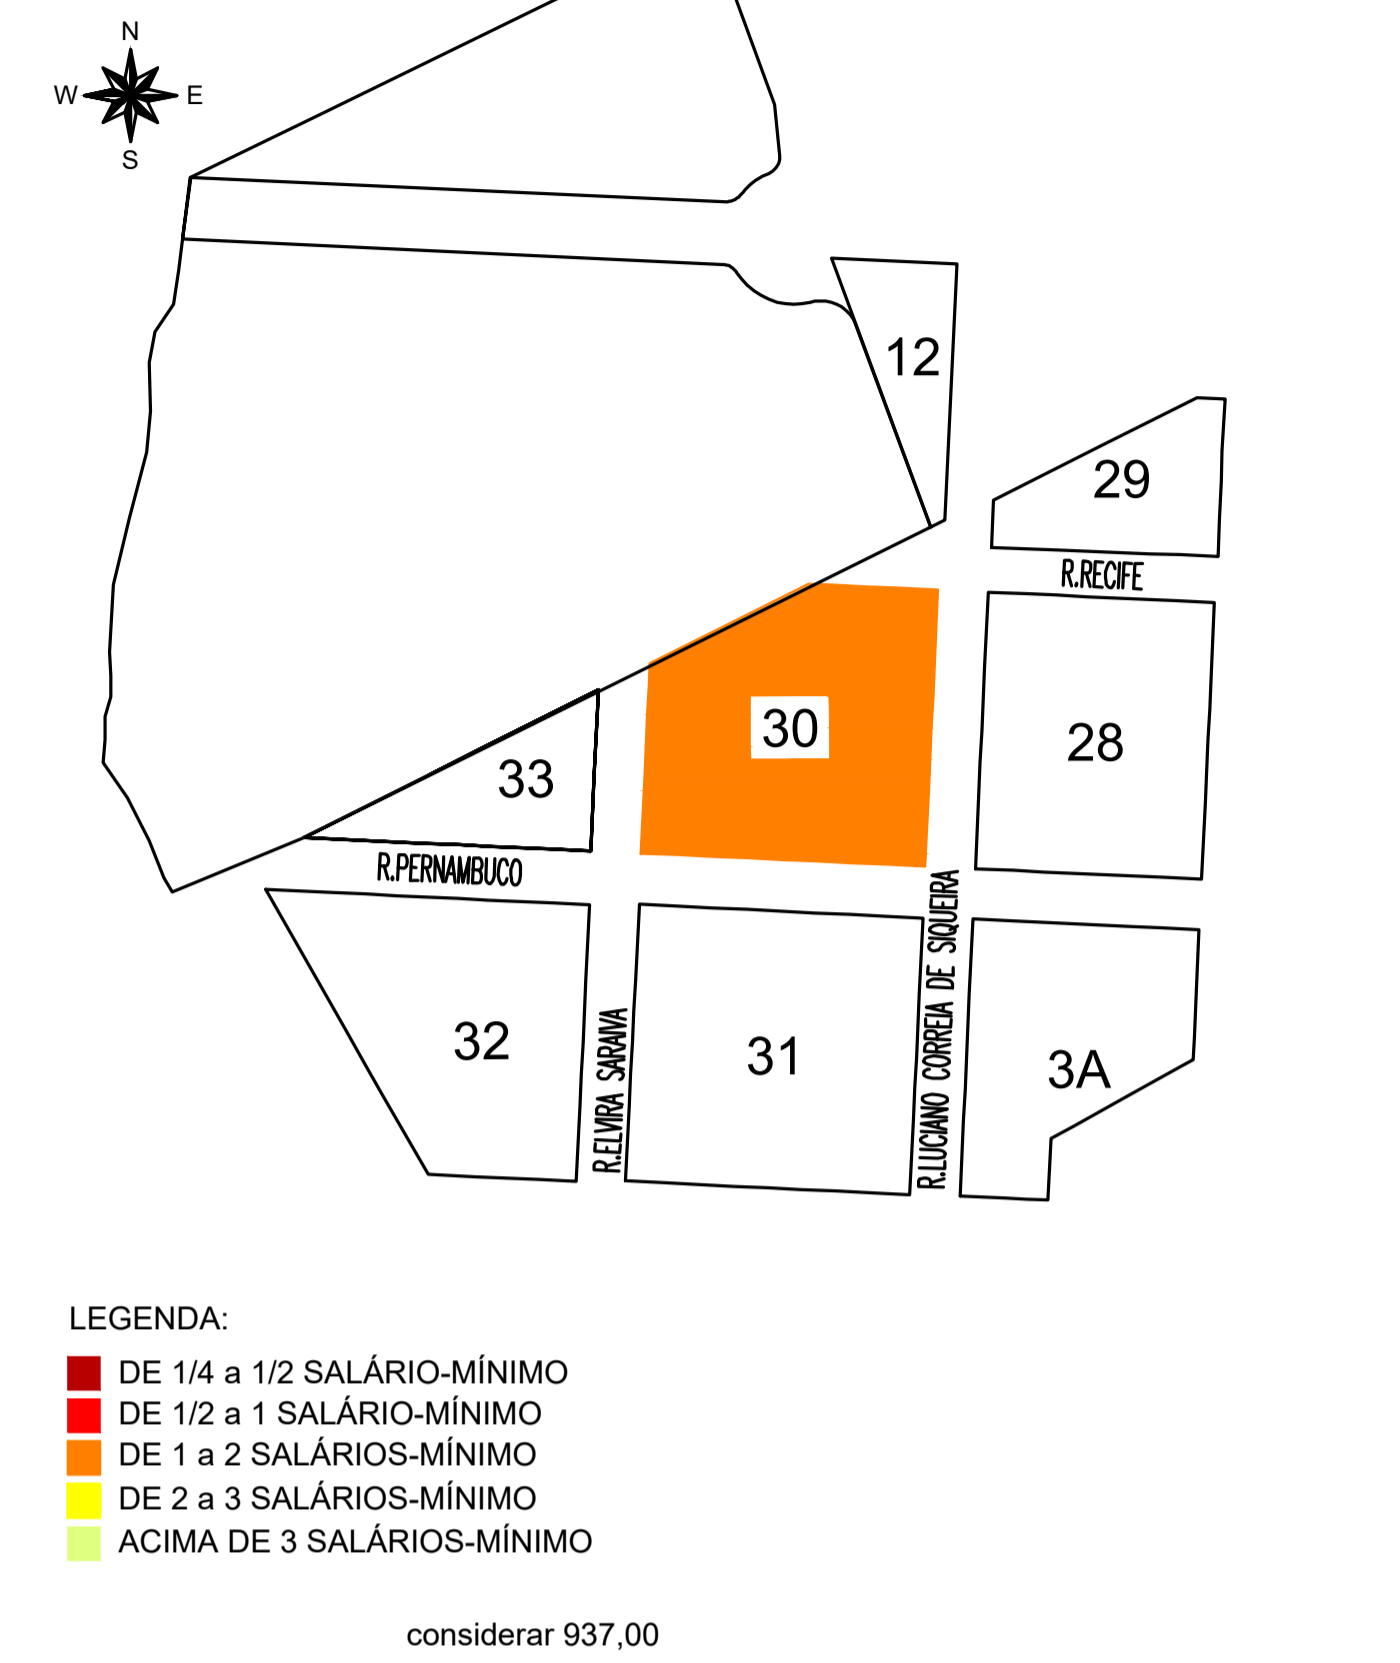 N
W E
S
12
29
R.RECIFE
30
28
33
R.PERNAMBUCO
32
R.ELVIRA SARAIVA
31
R.LUCIANO CORREIA DE SIQUEIRA
3A
LEGENDA:
DE 1/4 a 1/2 SALÁRIO-MÍNIMO
DE 1/2 a 1 SALÁRIO-MÍNIMO
DE 1 a 2 SALÁRIOS-MÍNIMO
DE 2 a 3 SALÁRIOS-MÍNIMO
ACIMA DE 3 SALÁRIOS-MÍNIMO
considerar 937,00